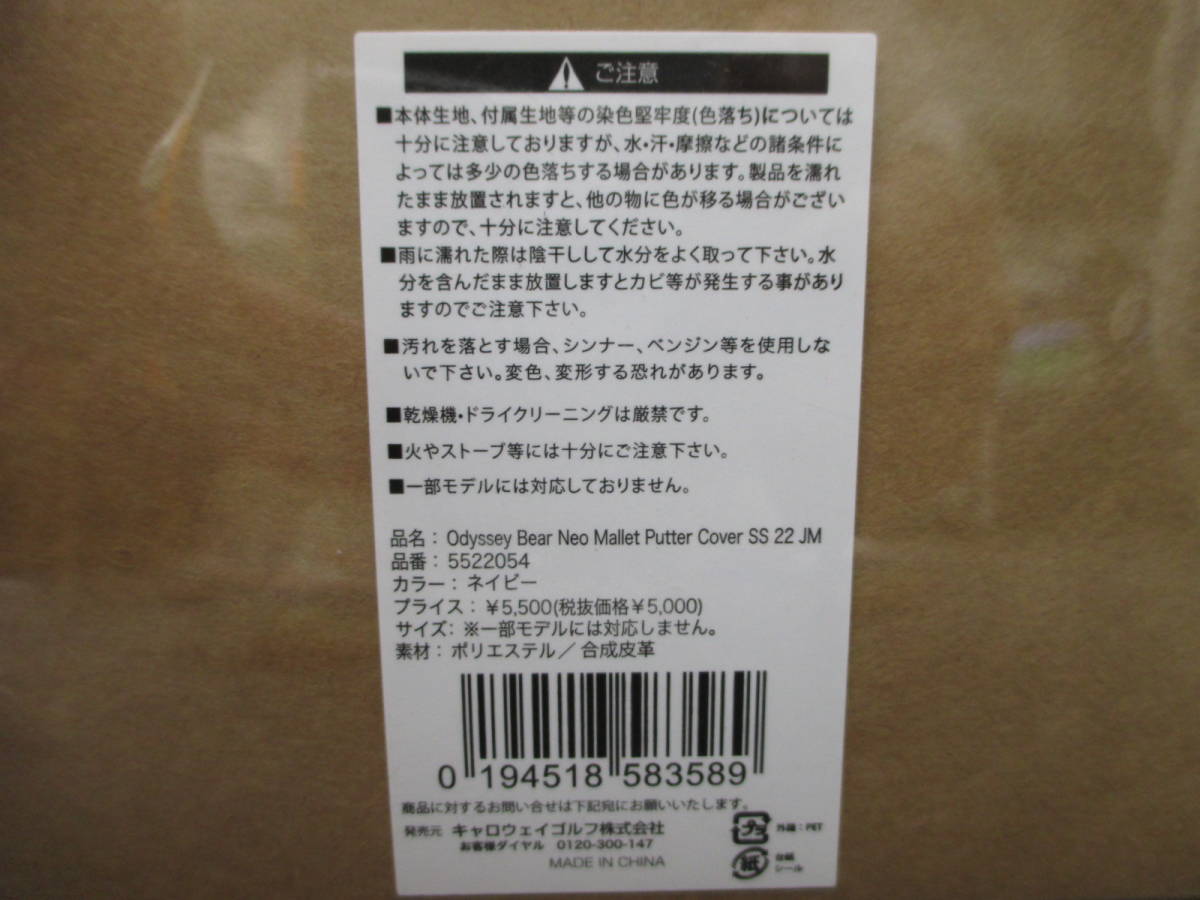 ご注意
■本体生地、付属生地等の染色堅牢度(色落ち)については
十分に注意しておりますが、水・汗・摩擦などの諸条件に
よっては多少の色落ちする場合があります。製品を濡れ
たまま放置されますと、他の物に色が移る場合がござい
ますので、十分に注意してください。
■雨に濡れた際は陰干しして水分をよく取って下さい。水
分を含んだまま放置しますとカビ等が発生する事があり
ますのでご注意下さい。
■汚れを落とす場合、シンナー、ベンジン等を使用しな
いで下さい。変色、変形する恐れがあります。
■乾燥機・ドライクリーニングは厳禁です。
■火やストーブ等には十分にご注意下さい。
■一部モデルには対応しておりません。
品名: Odyssey Bear Neo Mallet Putter Cover SS 22 JM
品番: 5522054
カラー: ネイビー
プライス: ¥5,500(税抜価格¥5,000)
サイズ: ※一部モデルには対応しません。
素材: ポリエステル/合成皮革
0 194518 583589
商品に対するお問い合せは下記宛にお願いいたします。
発売元 キャロウェイゴルフ株式会社
お客様ダイヤル 0120-300-147
MADE IN CHINA
プラ 外箱:PET
紙 台紙
シール